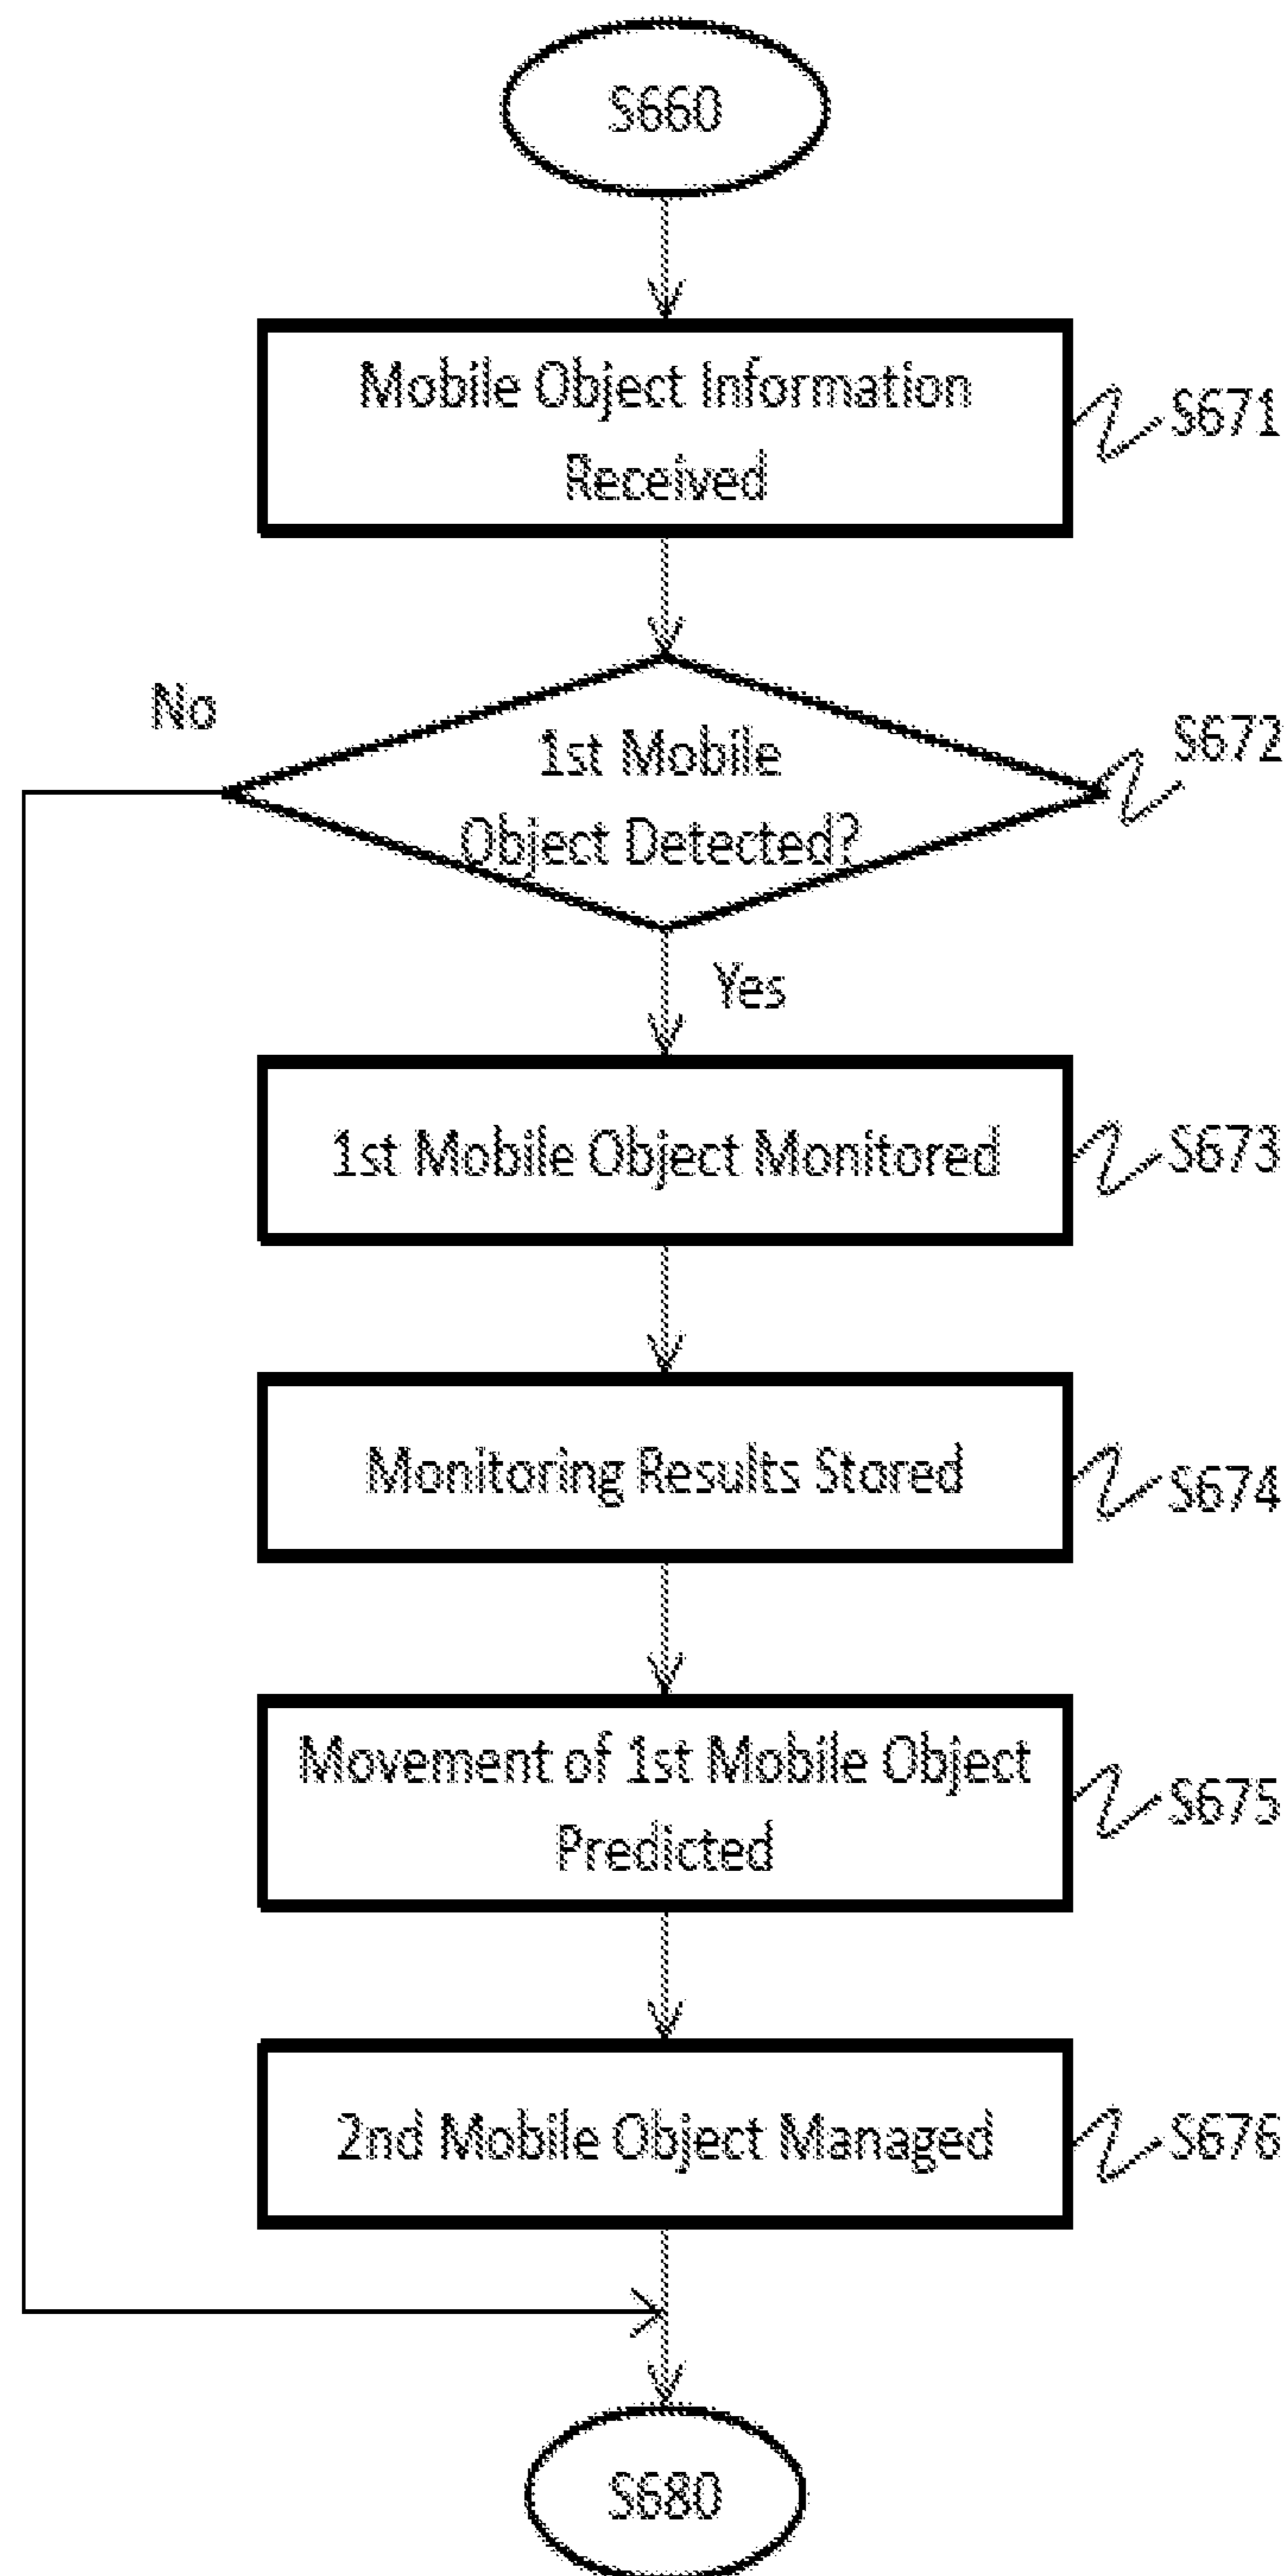 S660
Mobile Object Information
Received
S671
No
1st Mobile
Object Detected?
S672
Yes
1st Mobile Object Monitored
S673
Monitoring Results Stored
S674
Movement of 1st Mobile Object
Predicted
S675
2nd Mobile Object Managed
S676
S680